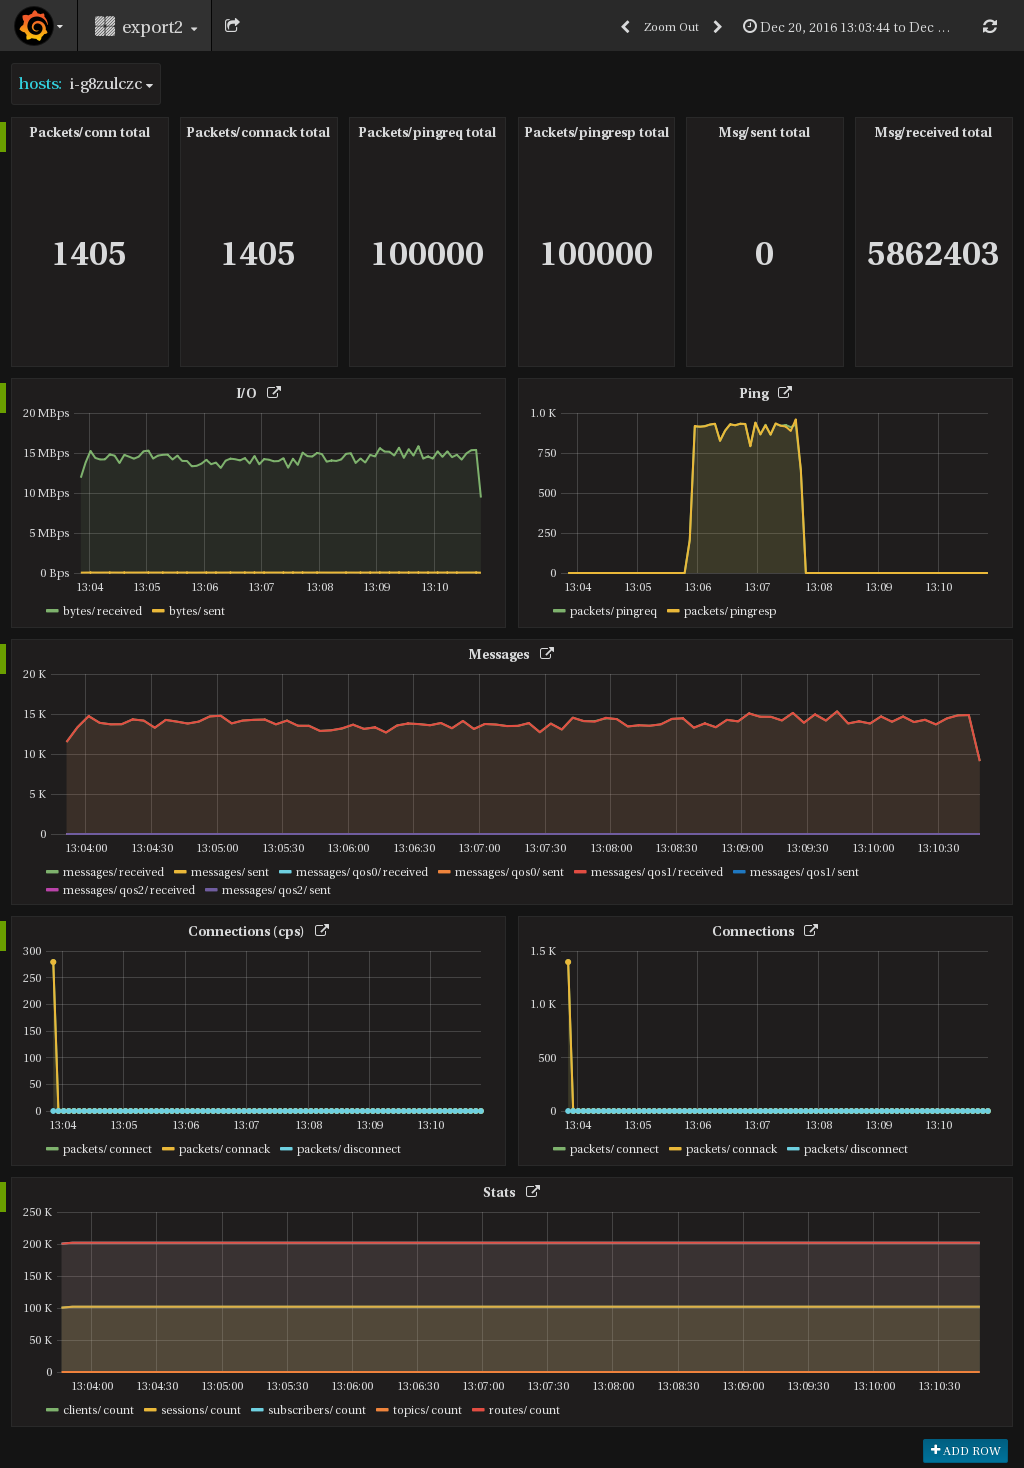 export2
Zoom Out
Dec 20, 2016 13:03:44 to Dec ...
hosts: i-g8zulczc
Packets/conn total Packets/connack total Packets/pingreq total Packets/pingresp total Msg/sent total Msg/received total
1405 1405 100000 100000 0 5862403
I/O
20 MBps
15 MBps
10 MBps
5 MBps
0 Bps
13:04 13:05 13:06 13:07 13:08 13:09 13:10
bytes/received bytes/sent
Ping
1.0 K
750
500
250
0
13:04 13:05 13:06 13:07 13:08 13:09 13:10
packets/pingreq packets/pingresp
Messages
20 K
15 K
10 K
5 K
0
13:04:00 13:04:30 13:05:00 13:05:30 13:06:00 13:06:30 13:07:00 13:07:30 13:08:00 13:08:30 13:09:00 13:09:30 13:10:00 13:10:30
messages/received messages/sent messages/qos0/received messages/qos0/sent messages/qos1/received messages/qos1/sent
messages/qos2/received messages/qos2/sent
Connections (cps)
300
250
200
150
100
50
0
13:04 13:05 13:06 13:07 13:08 13:09 13:10
packets/connect packets/connack packets/disconnect
Connections
1.5 K
1.0 K
500
0
13:04 13:05 13:06 13:07 13:08 13:09 13:10
packets/connect packets/connack packets/disconnect
Stats
250 K
200 K
150 K
100 K
50 K
0
13:04:00 13:04:30 13:05:00 13:05:30 13:06:00 13:06:30 13:07:00 13:07:30 13:08:00 13:08:30 13:09:00 13:09:30 13:10:00 13:10:30
clients/count sessions/count subscribers/count topics/count routes/count
ADD ROW